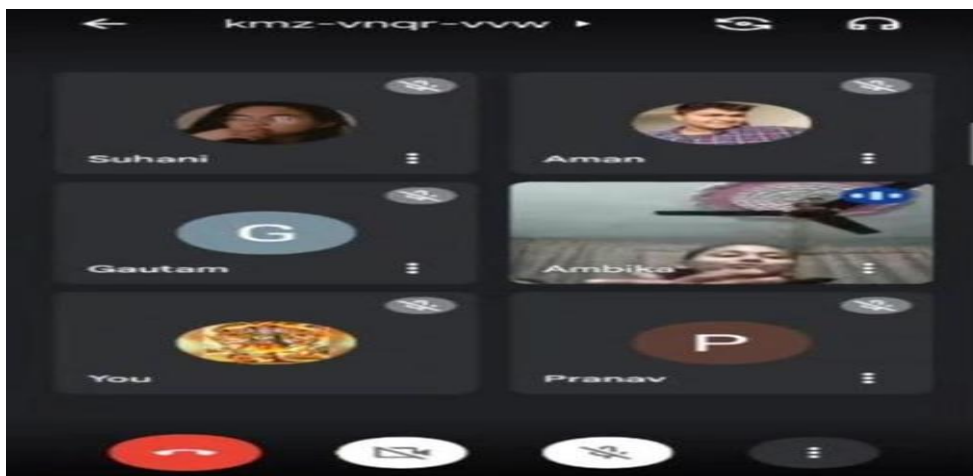 kmz-vnqr-vvw
Suhani
Aman
G
Gautam
Ambika
You
P
Pranav